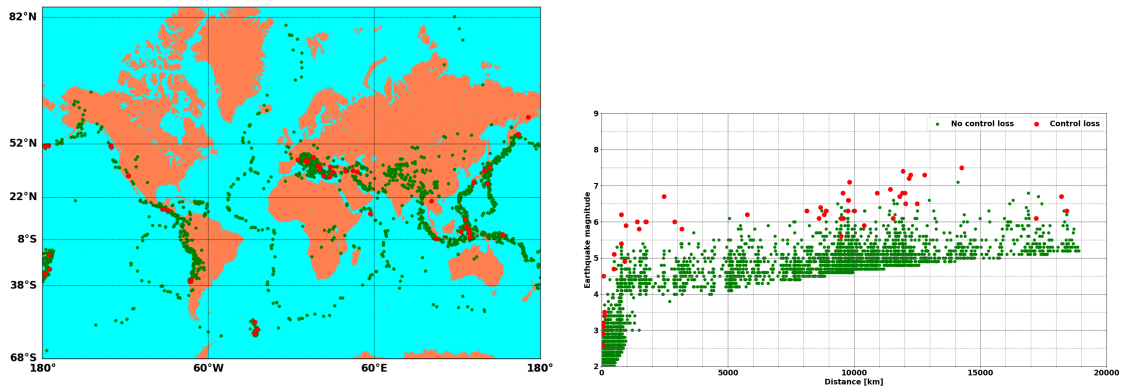 82°N
52°N
22°N
8°S
38°S
68°S
180° 60°W 60°E 180°
Earthquake magnitude
9
8
7
6
5
4
3
2
No control loss Control loss
0 5000 10000 15000 20000
Distance [km]